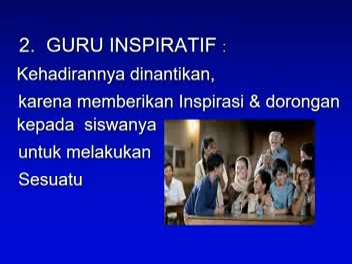 2. GURU INSPIRATIF :
Kehadirannya dinantikan,
karena memberikan Inspirasi & dorongan
kepada siswanya
untuk melakukan
Sesuatu